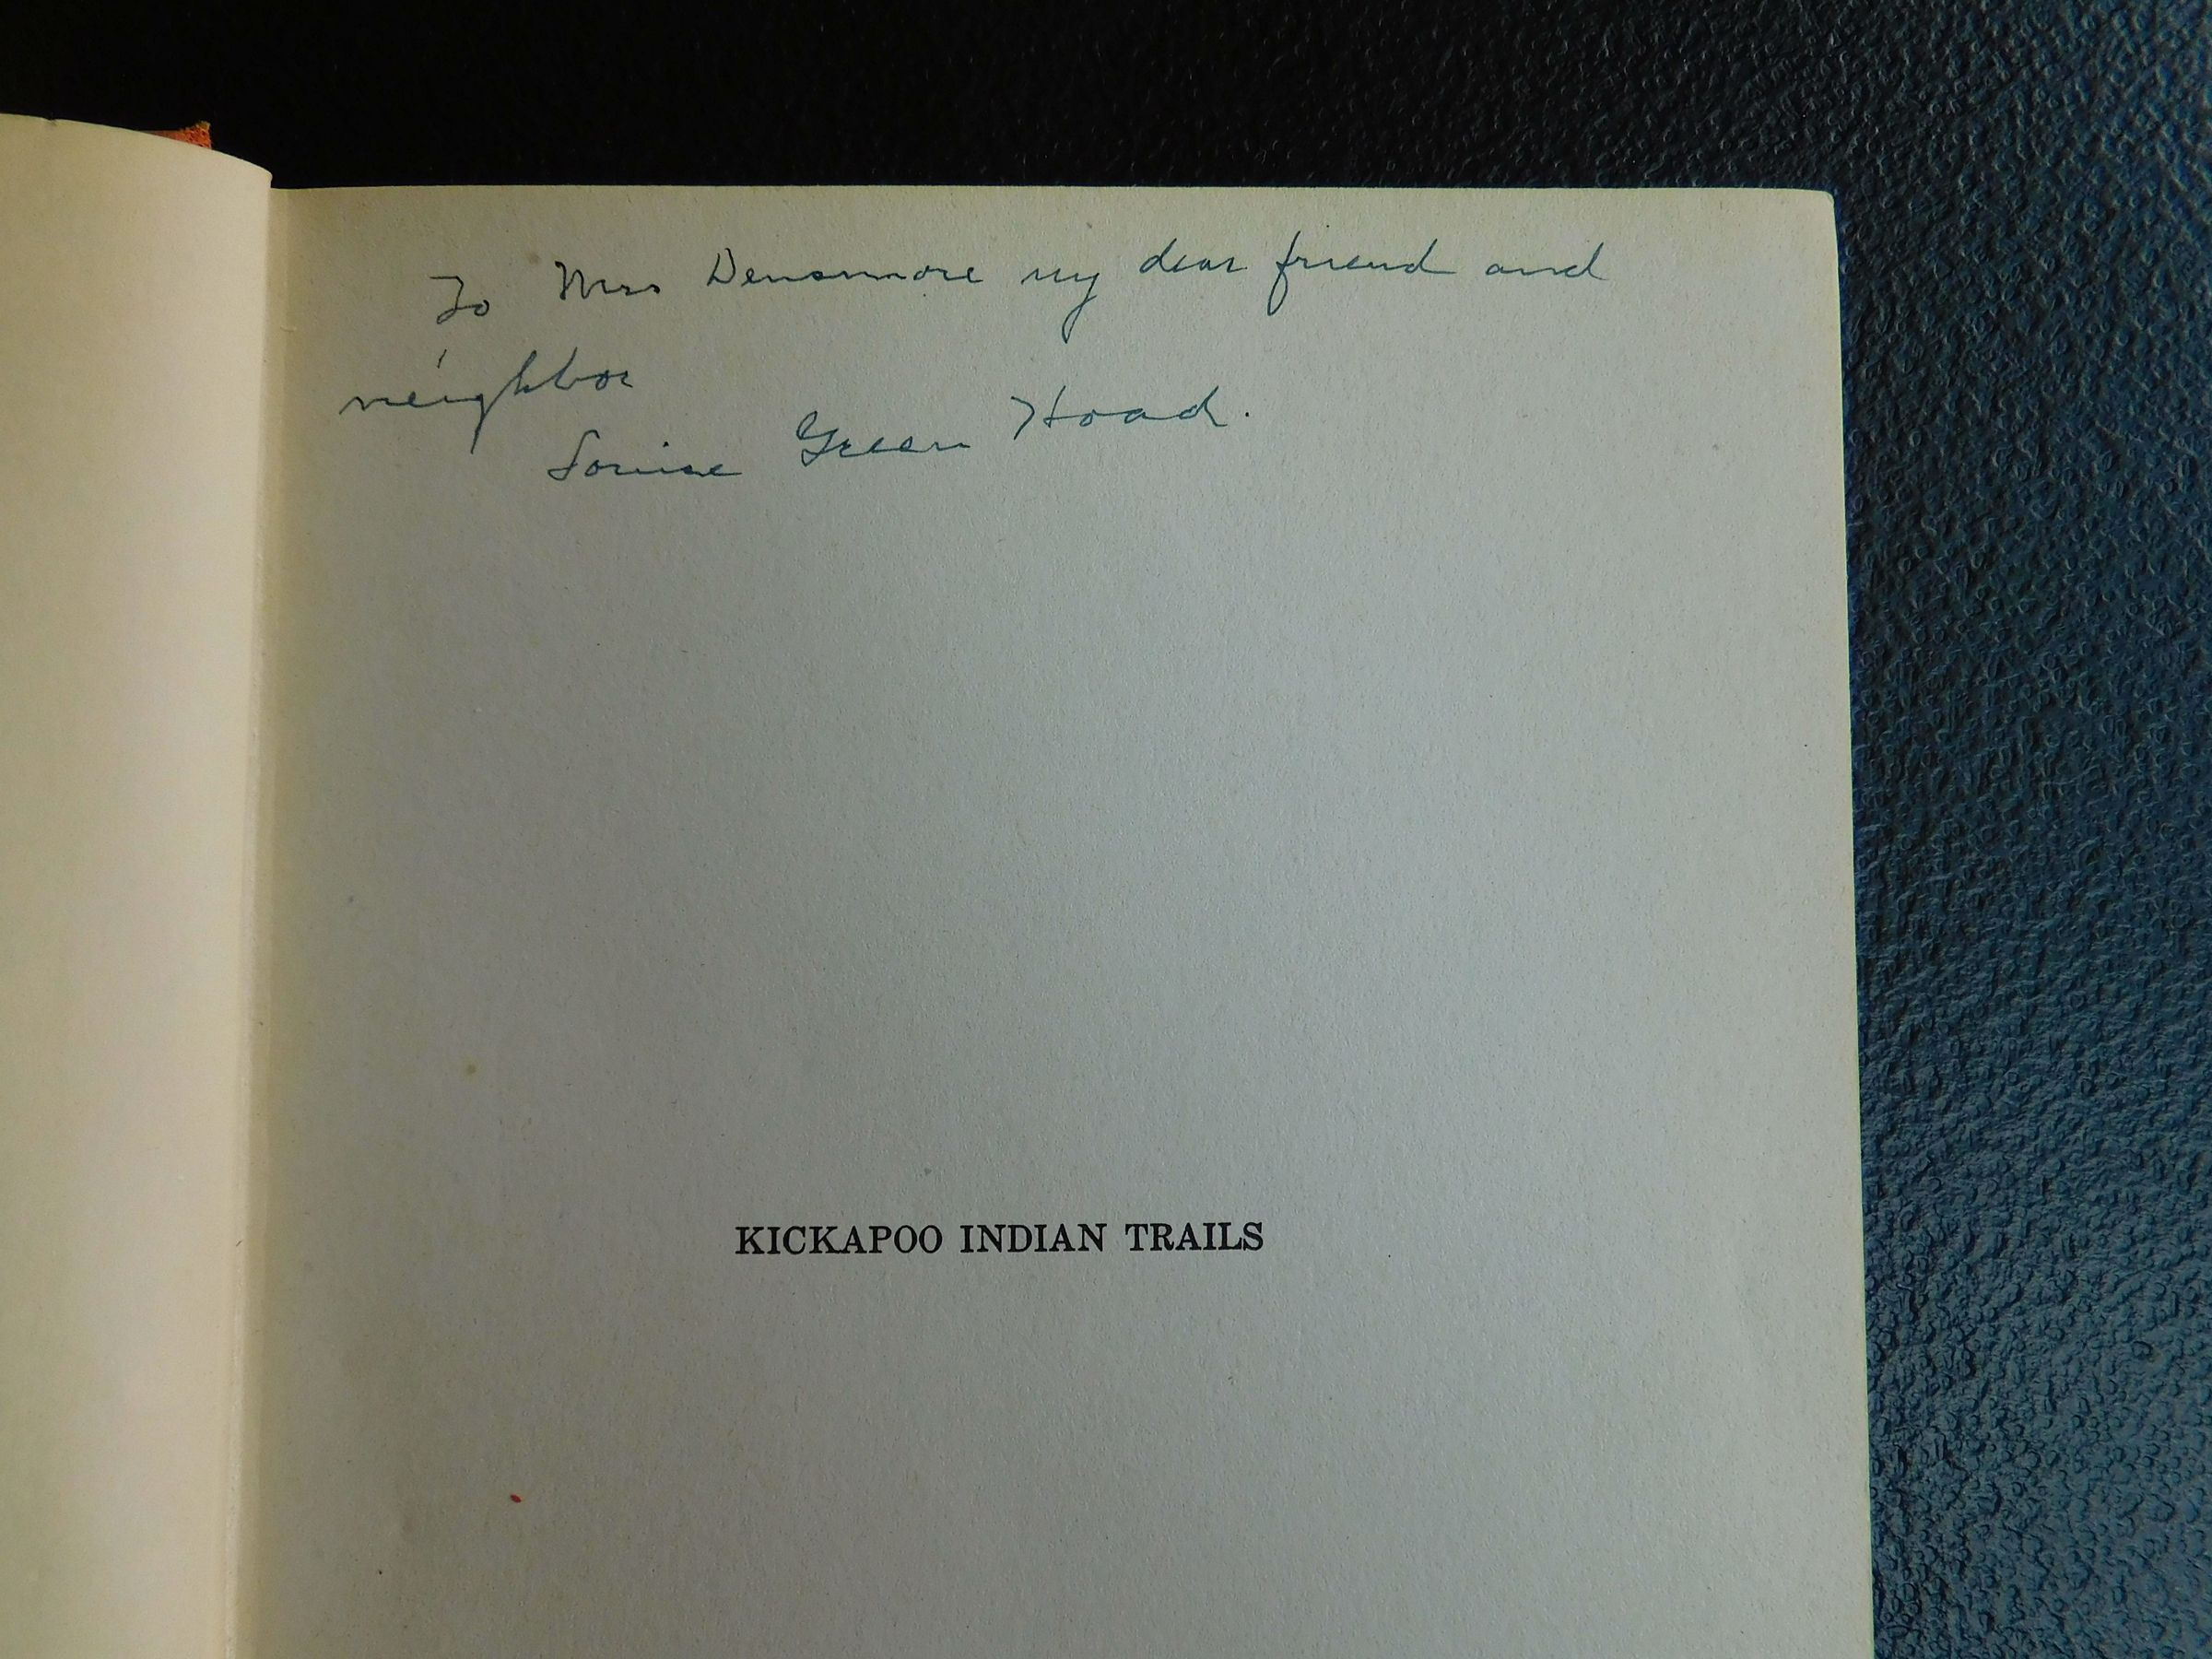 To Mrs Densmore my dear friend and
neighbor
Louise Green Hoad.
KICKAPOO INDIAN TRAILS